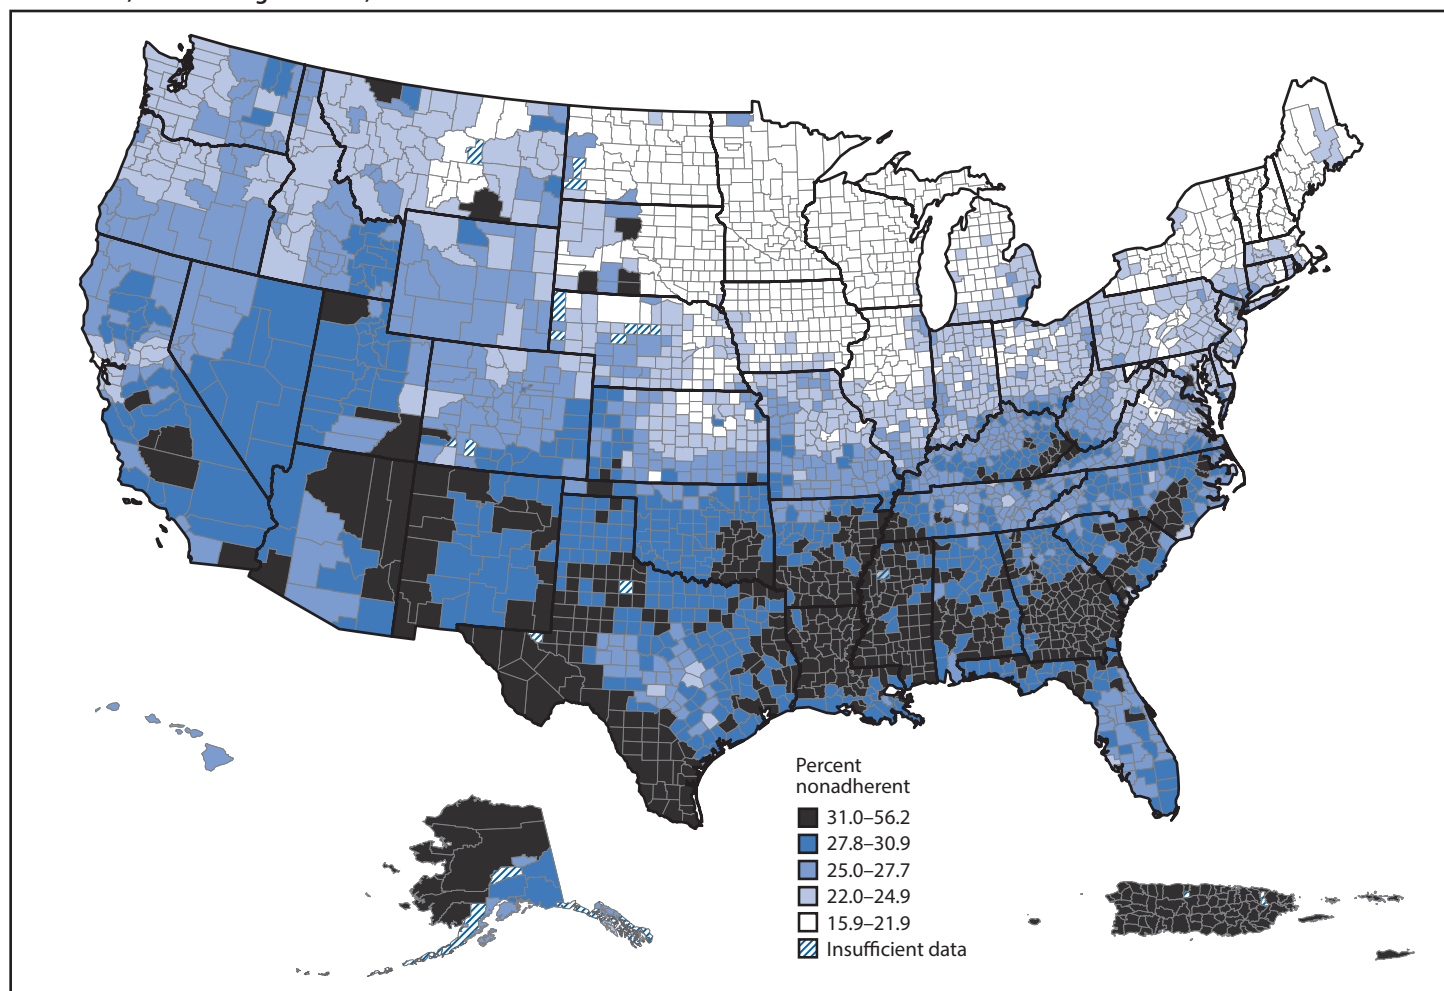 Percent
nonadherent
31.0–56.2
27.8–30.9
25.0–27.7
22.0–24.9
15.9–21.9
Insufficient data